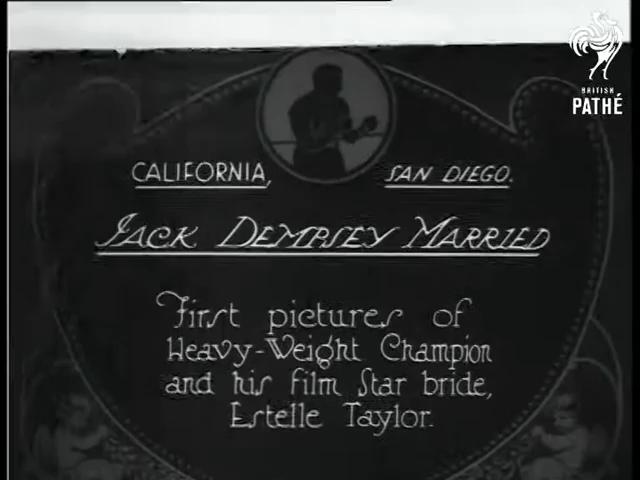 BRITISH
PATHÉ
CALIFORNIA, SAN DIEGO.
JACK DEMPSEY MARRIED
First pictures of
Heavy-Weight Champion
and his film Star bride,
Estelle Taylor.